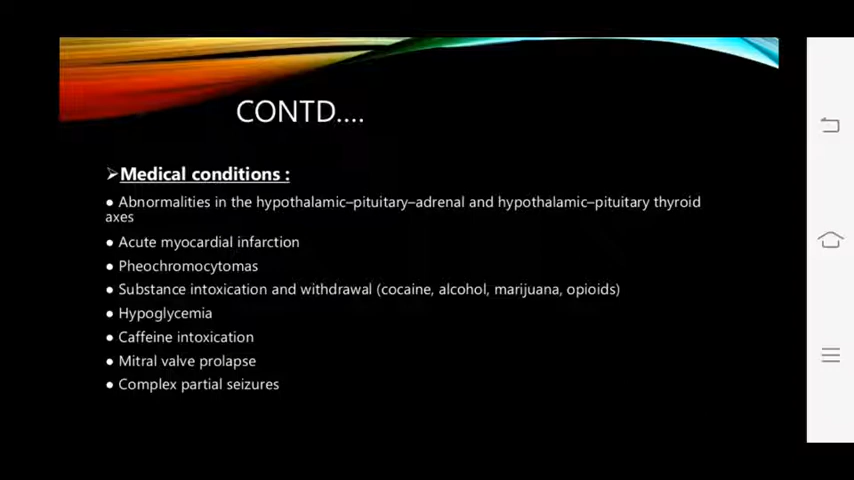 CONTD....
➢Medical conditions :
● Abnormalities in the hypothalamic–pituitary–adrenal and hypothalamic–pituitary thyroid
axes
● Acute myocardial infarction
● Pheochromocytomas
● Substance intoxication and withdrawal (cocaine, alcohol, marijuana, opioids)
● Hypoglycemia
● Caffeine intoxication
● Mitral valve prolapse
● Complex partial seizures